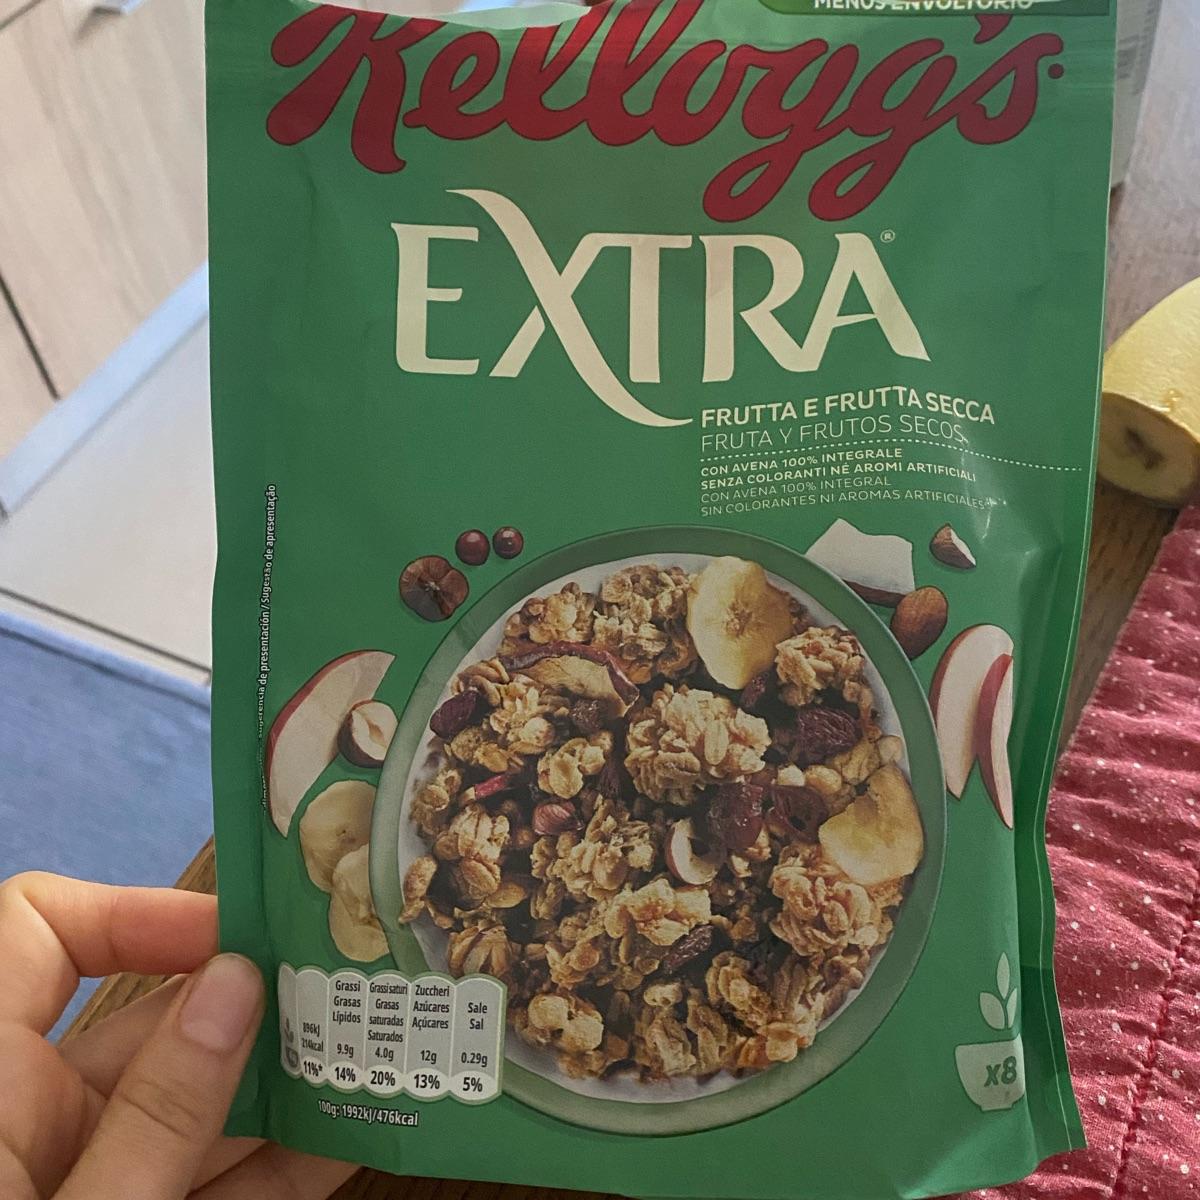 MENOS ENVOLTORIO
Kellogg's
EXTRA®
FRUTTA E FRUTTA SECCA
FRUTA Y FRUTOS SECOS
CON AVENA 100% INTEGRALE
SENZA COLORANTI NÉ AROMI ARTIFICIALI
CON AVENA 100% INTEGRAL
SIN COLORANTES NI AROMAS ARTIFICIALES
Sugerencia de presentación / Sugestão de apresentação
896kJ
214kcal
11%*
Grassi
Grasas
Lípidos
9.9g
14%
Grassi saturi
Grasas
saturadas
Saturados
4.0g
20%
Zuccheri
Azúcares
Açúcares
12g
13%
Sale
Sal
0.29g
5%
100g: 1992kJ/476kcal
x8